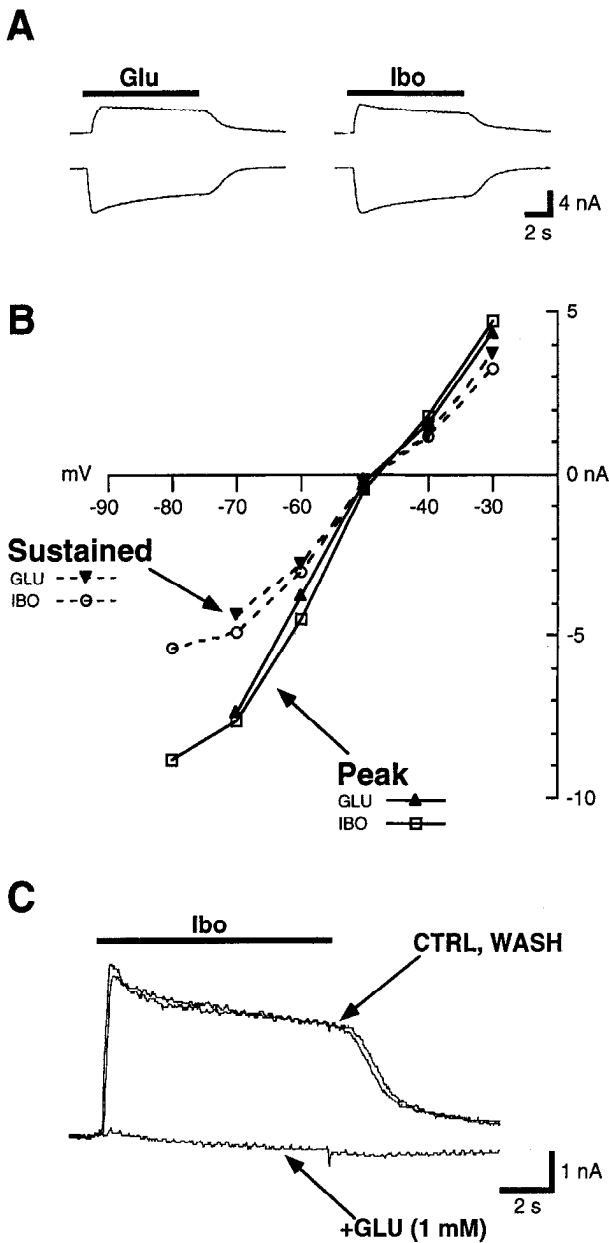 A
Glu
Ibo
4 nA
2 s
B
5
mV
0 nA
-90 -80 -70 -60 -40 -30
Sustained
GLU
IBO
-5
Peak
GLU
IBO
-10
C
Ibo
CTRL, WASH
1 nA
2 s
+GLU (1 mM)